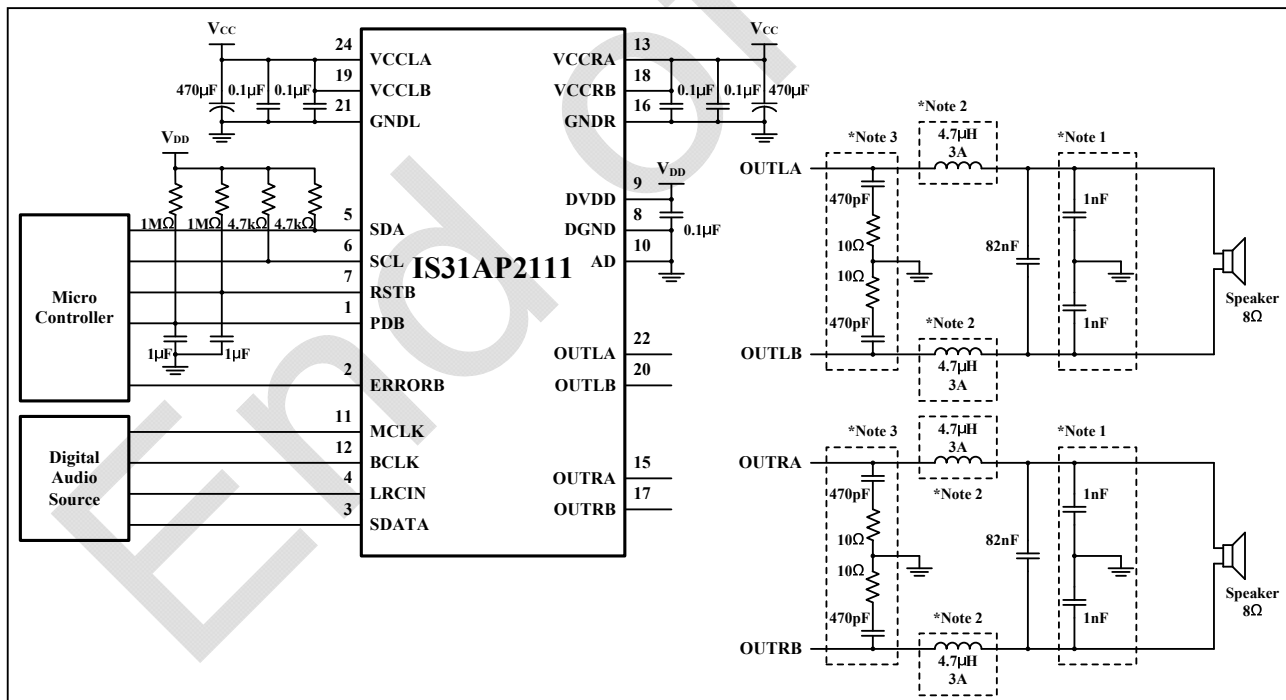 VCC
24
VCCLA
19
VCCLB
21
GNDL
470µF
0.1µF
0.1µF
VDD
1MΩ
1MΩ
4.7kΩ
4.7kΩ
5
SDA
6
SCL
7
RSTB
1
PDB
1µF
1µF
2
ERRORB
11
MCLK
12
BCLK
4
LRCIN
3
SDATA
Micro
Controller
Digital
Audio
Source
IS31AP2111
VCC
13
VCCRA
18
VCCRB
16
GNDR
0.1µF
0.1µF
470µF
VDD
9
DVDD
8
DGND
10
AD
0.1µF
22
OUTLA
20
OUTLB
15
OUTRA
17
OUTRB
*Note 3
*Note 2
4.7µH
3A
*Note 1
OUTLA
470pF
10Ω
10Ω
470pF
82nF
1nF
1nF
Speaker
8Ω
OUTLB
*Note 2
4.7µH
3A
*Note 3
4.7µH
3A
*Note 2
*Note 1
OUTRA
470pF
10Ω
10Ω
470pF
82nF
1nF
1nF
Speaker
8Ω
OUTRB
*Note 2
4.7µH
3A